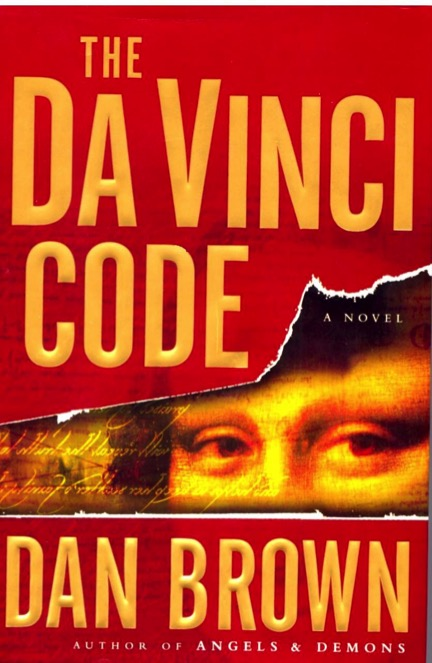 THE
DA VINCI
CODE
A NOVEL
DAN BROWN
AUTHOR OF ANGELS & DEMONS